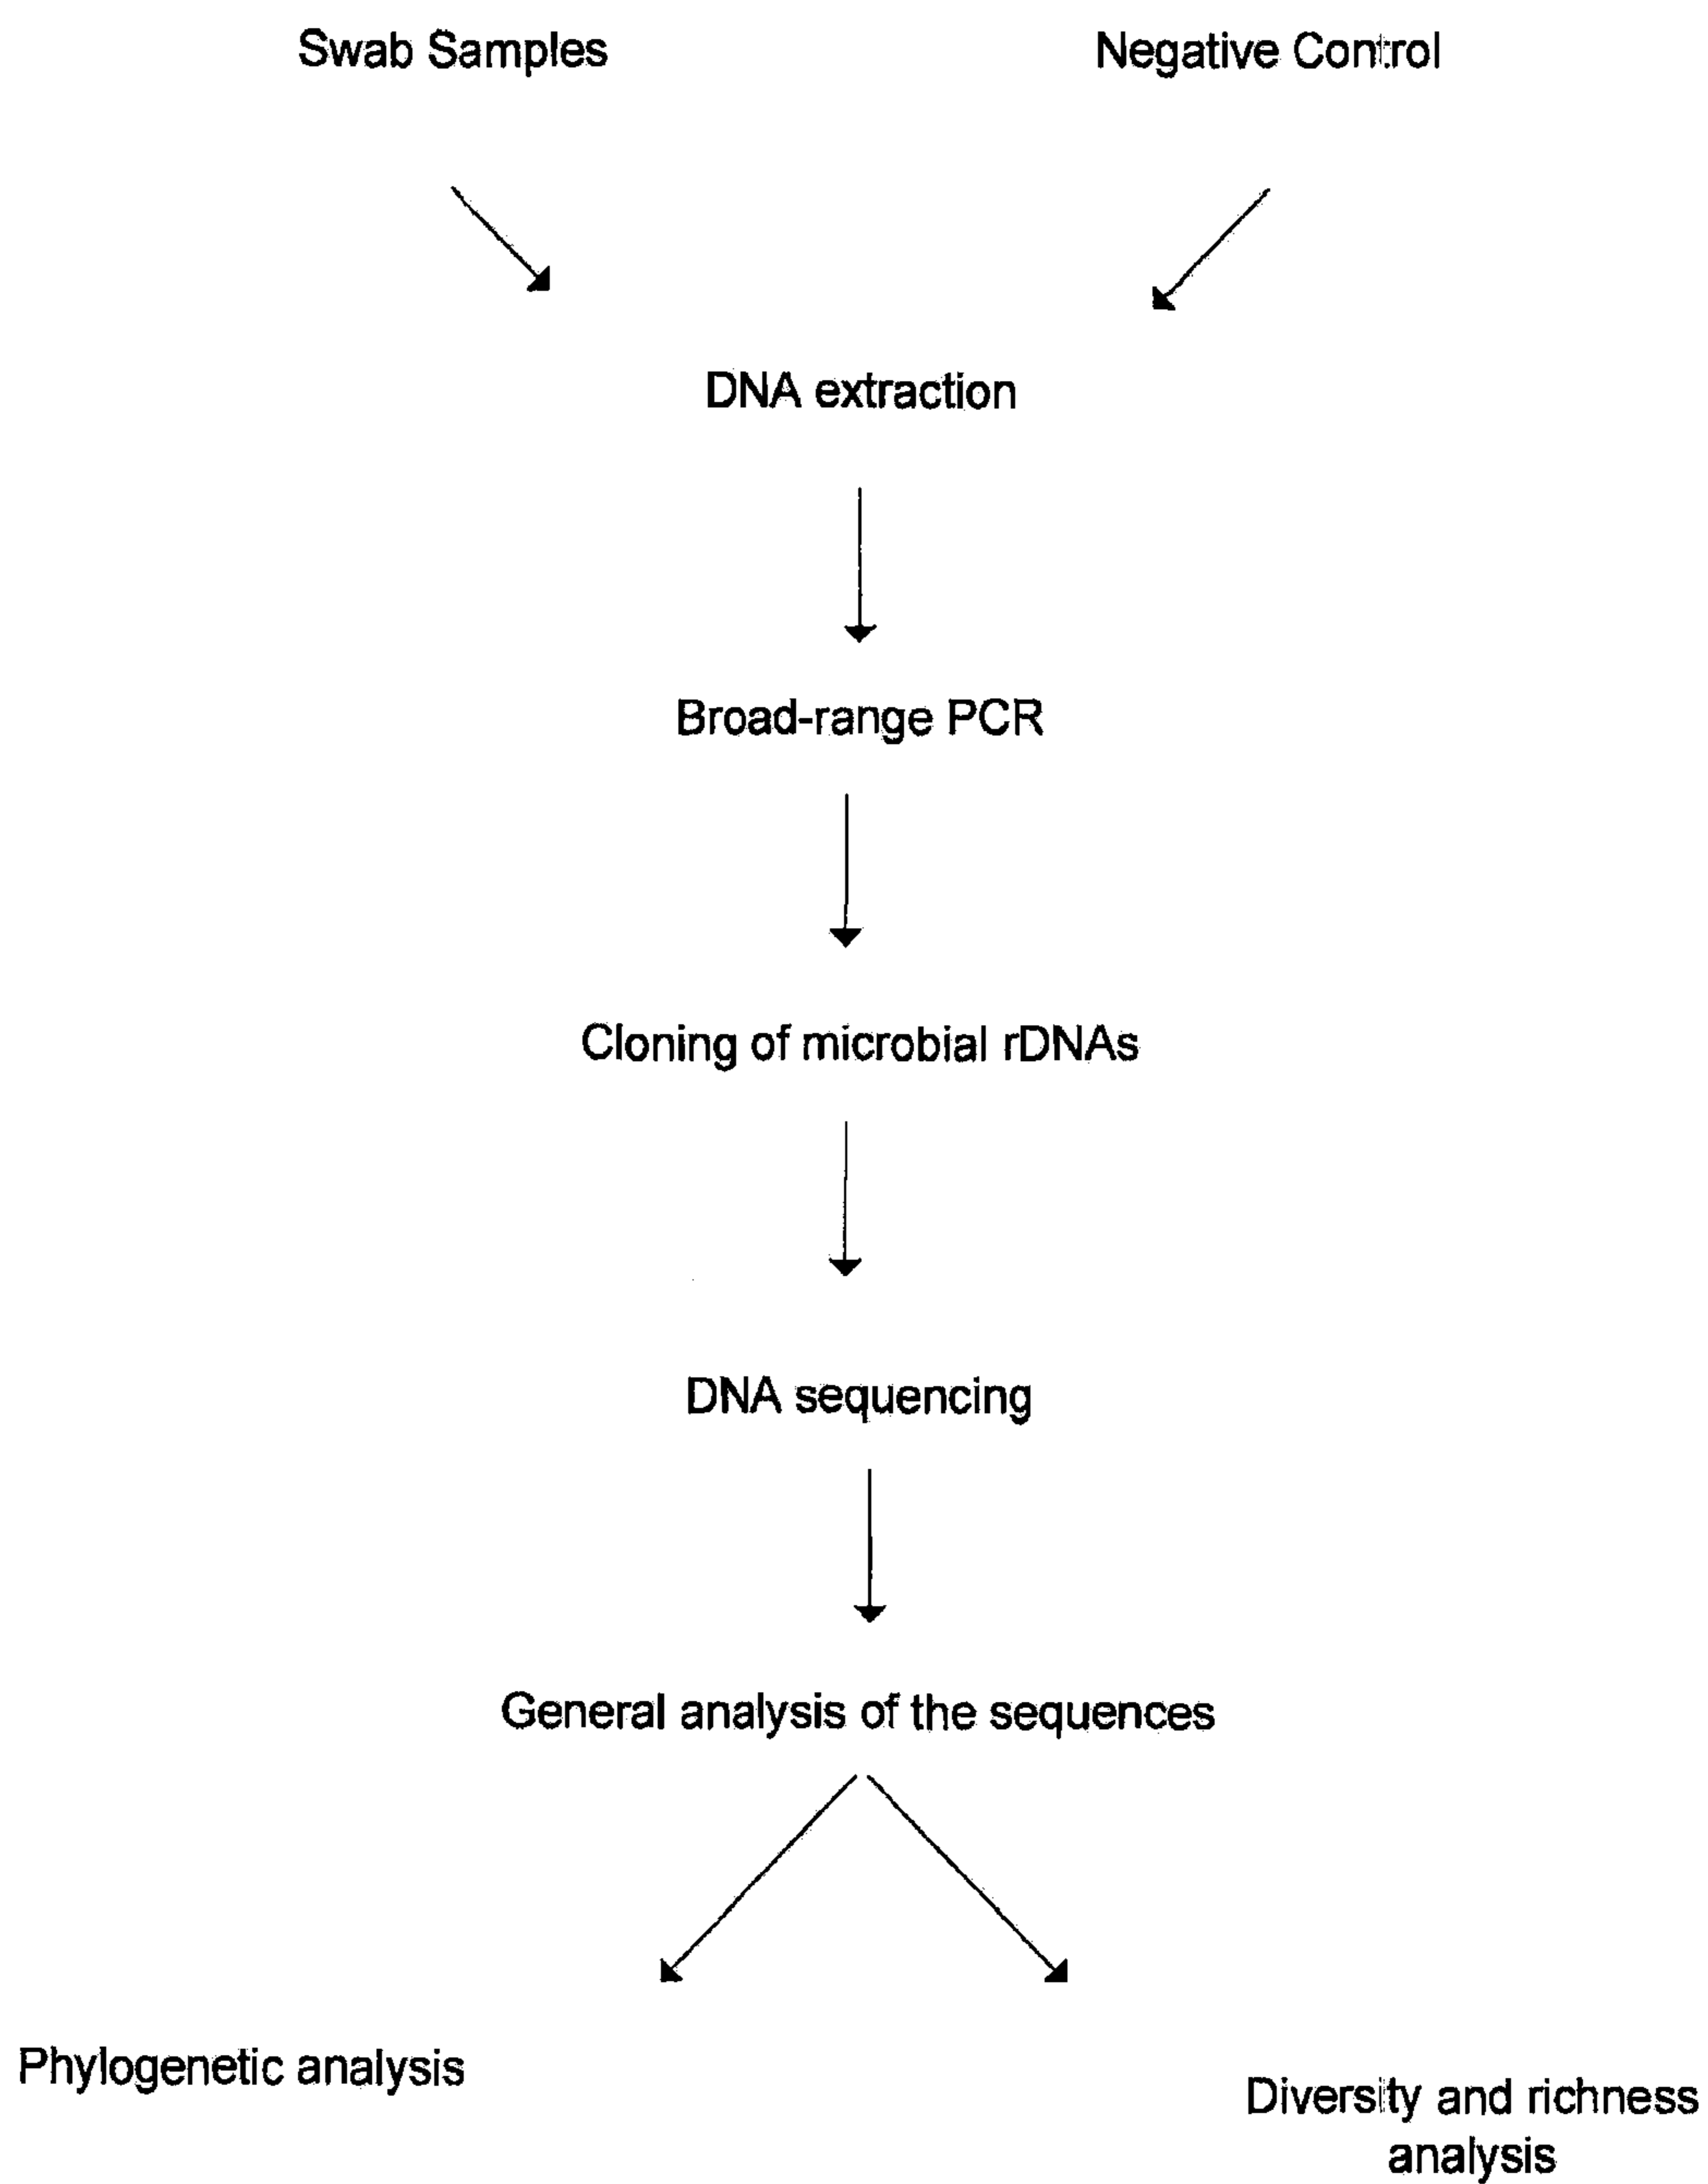 Swab Samples
Negative Control
DNA extraction
Broad-range PCR
Cloning of microbial rDNAs
DNA sequencing
General analysis of the sequences
Phylogenetic analysis
Diversity and richness
analysis